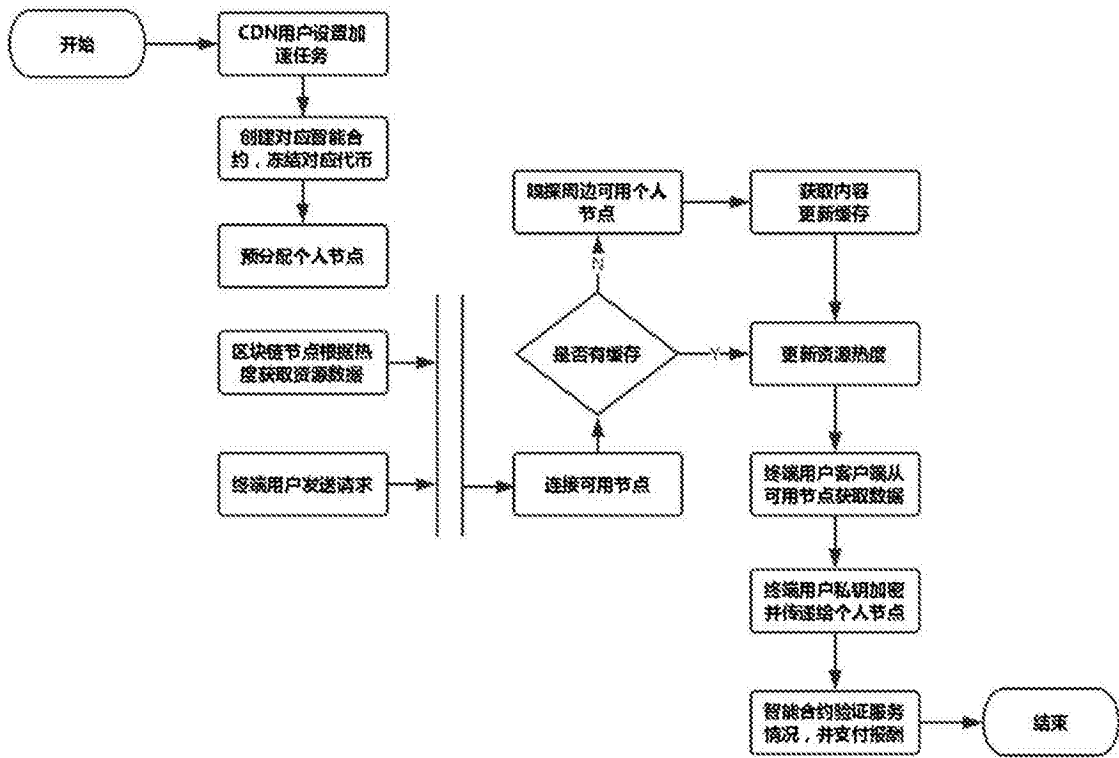 开始
CDN用户设置加
速任务
创建对应智能合
约，冻结对应代币
预分配个人节点
区块链节点根据热
度获取资源数据
终端用户发送请求
嗅探周边可用个人
节点
N
是否有缓存
Y
连接可用节点
获取内容
更新缓存
更新资源热度
终端用户客户端从
可用节点获取数据
终端用户私钥加密
并传递给个人节点
智能合约验证服务
情况，并支付报酬
结束